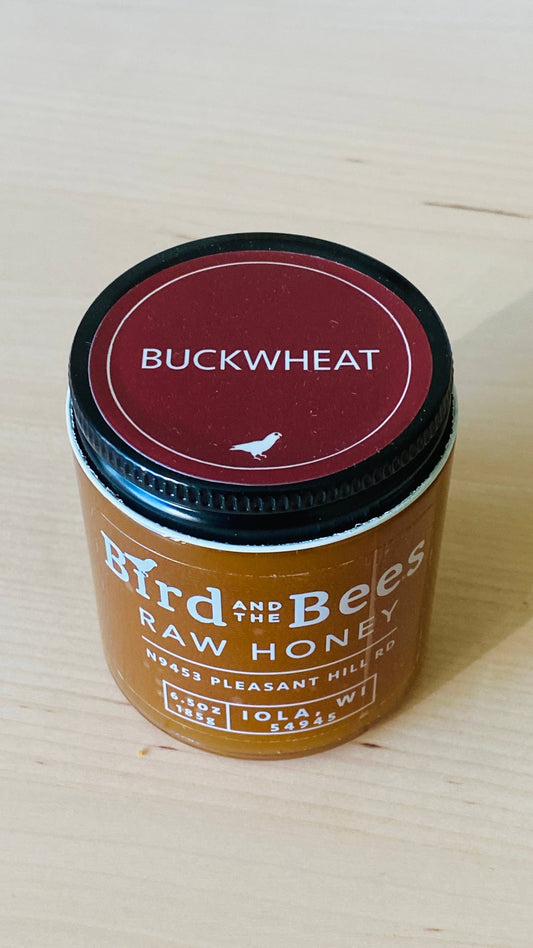 BUCKWHEAT
Bird AND THE Bees
RAW HONEY
N9453 PLEASANT HILL RD
6.5OZ
185g
IOLA, WI
54945